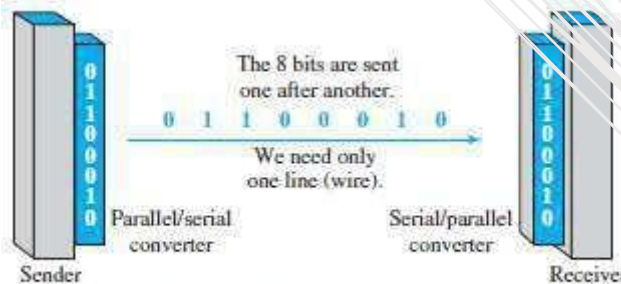 The 8 bits are sent
one after another.
0 1 1 0 0 0 1 0
We need only
one line (wire).
0
1
1
0
0
0
1
0
0
1
1
0
0
0
1
0
Parallel/serial
converter
Serial/parallel
converter
Sender
Receive